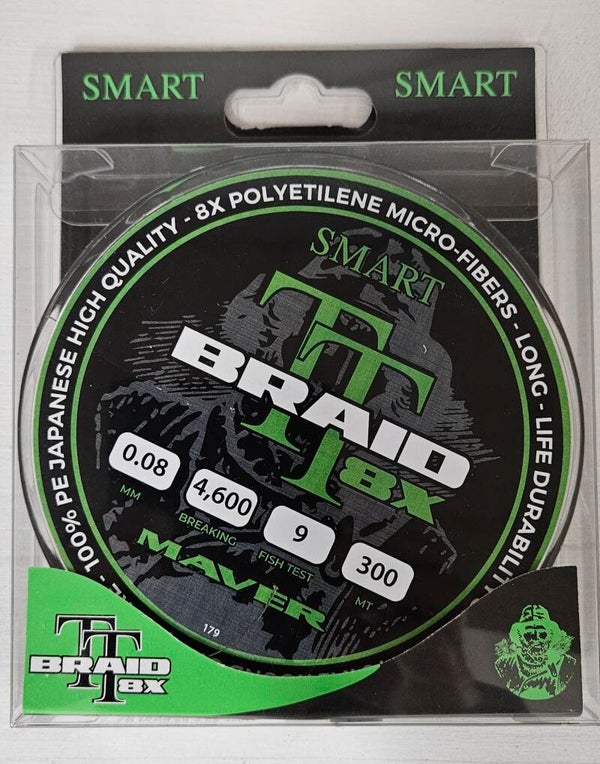 SMART
SMART
100% PE JAPANESE HIGH QUALITY - 8X POLYETILENE MICRO-FIBERS - LONG - LIFE DURABILITY
SMART
TT
BRAID
8X
0.08
MM
4,600
BREAKING
9
FISH TEST
300
MT
MAVER
179
TT
BRAID
8X